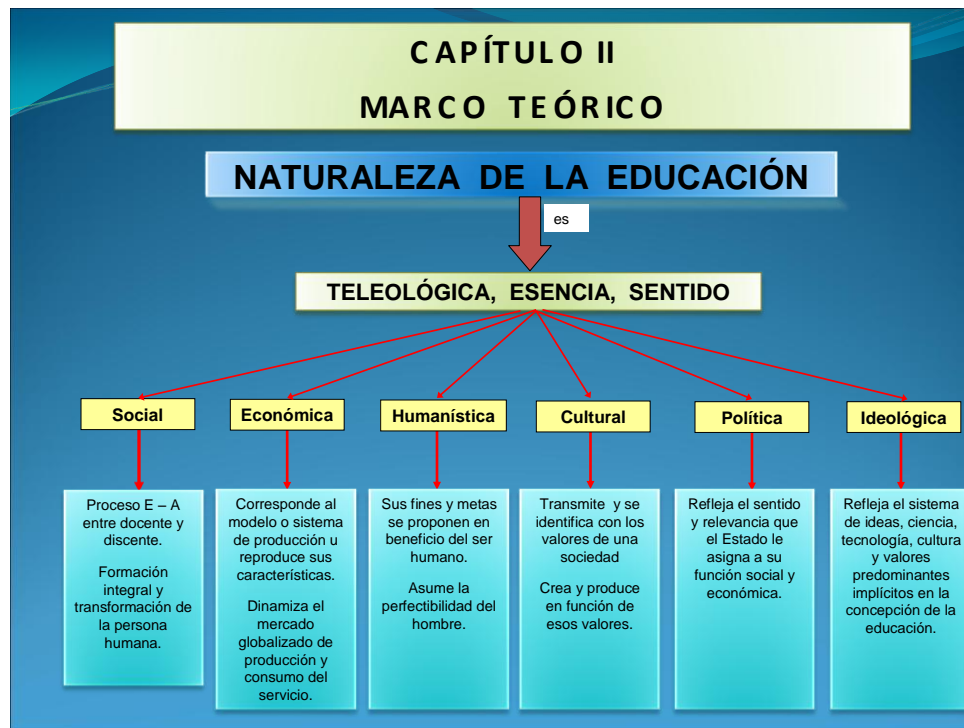 CAPÍTULO II
MARCO TEÓRICO
NATURALEZA DE LA EDUCACIÓN
es
TELEOLÓGICA, ESENCIA, SENTIDO
Social
Económica
Humanística
Cultural
Política
Ideológica
Proceso E – A
entre docente y
discente.
Formación
integral y
transformación de
la persona
humana.
Corresponde al
modelo o sistema
de producción u
reproduce sus
características.
Dinamiza el
mercado
globalizado de
producción y
consumo del
servicio.
Sus fines y metas
se proponen en
beneficio del ser
humano.
Asume la
perfectibilidad del
hombre.
Transmite y se
identifica con los
valores de una
sociedad
Crea y produce
en función de
esos valores.
Refleja el sentido
y relevancia que
el Estado le
asigna a su
función social y
económica.
Refleja el sistema
de ideas, ciencia,
tecnología, cultura
y valores
predominantes
implícitos en la
concepción de la
educación.